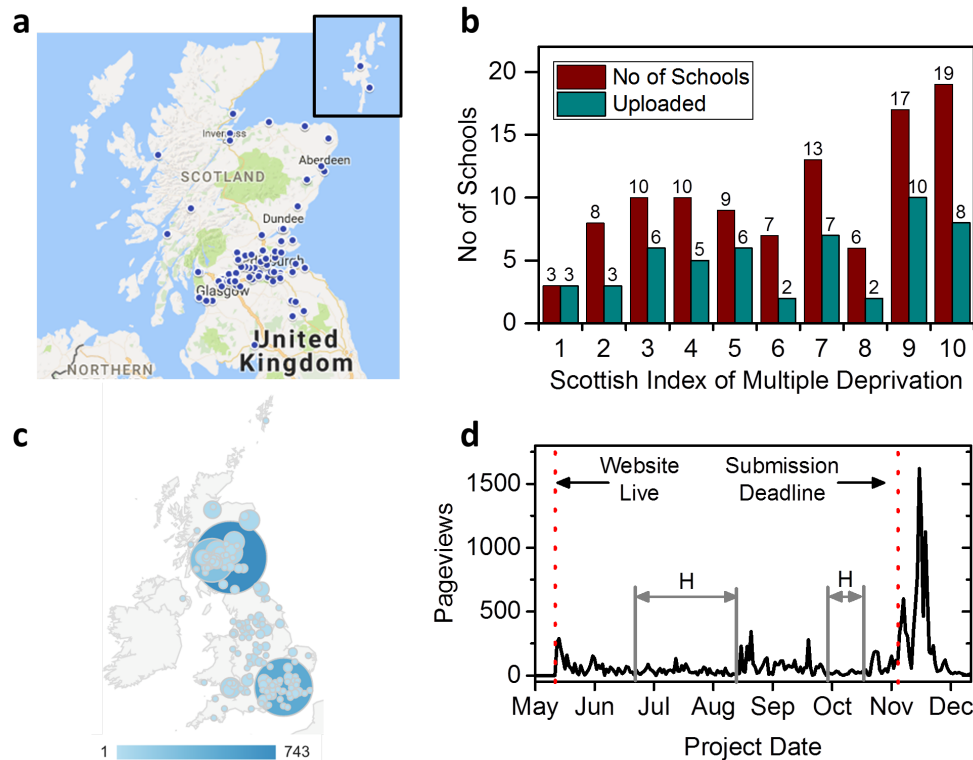 a
Inverness
Aberdeen
SCOTLAND
Dundee
Glasgow
United
Kingdom
NORTHERN
b
No of Schools
20
15
10
5
0
No of Schools
Uploaded
3 3 8 3 10 6 10 5 9 6 7 2 13 7 6 2 17 10 19 8
1 2 3 4 5 6 7 8 9 10
Scottish Index of Multiple Deprivation
c
1 743
d
Pageviews
1500
1000
500
0
Website
Live
Submission
Deadline
H H
May Jun Jul Aug Sep Oct Nov Dec
Project Date